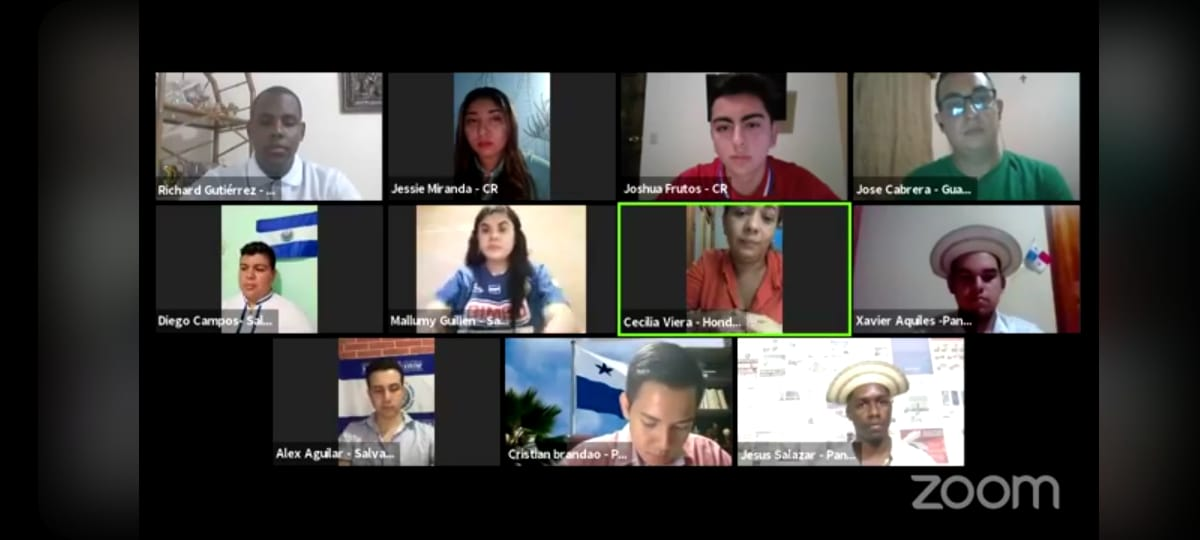 Richard Gutiérrez - ...
Jessie Miranda - CR
Joshua Frutos - CR
Jose Cabrera - Gua...
Diego Campos- Sal...
Mallumy Guillen - Sa...
Cecilia Viera - Hond...
Xavier Aquiles -Pan...
Alex Aguilar - Salva...
Cristian brandao - P...
Jesus Salazar - Pan...
zoom